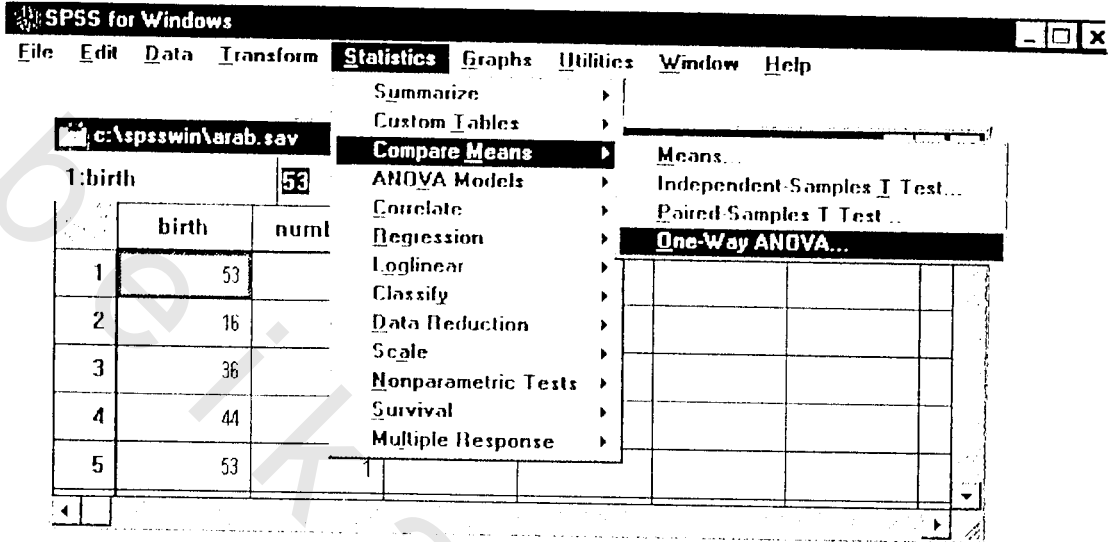 SPSS for Windows
File Edit Data Transform Statistics Graphs Utilities Window Help
Summarize
Custom Tables
c:\spsswin\arab.sav
Compare Means
Means...
1:birth 53
ANOVA Models
Independent-Samples T Test...
Correlate
Paired-Samples T Test...
birth numb
Regression
One-Way ANOVA...
Loglinear
1 53
Classify
2 16
Data Reduction
3 36
Scale
Nonparametric Tests
4 44
Survival
Multiple Response
5 53 1